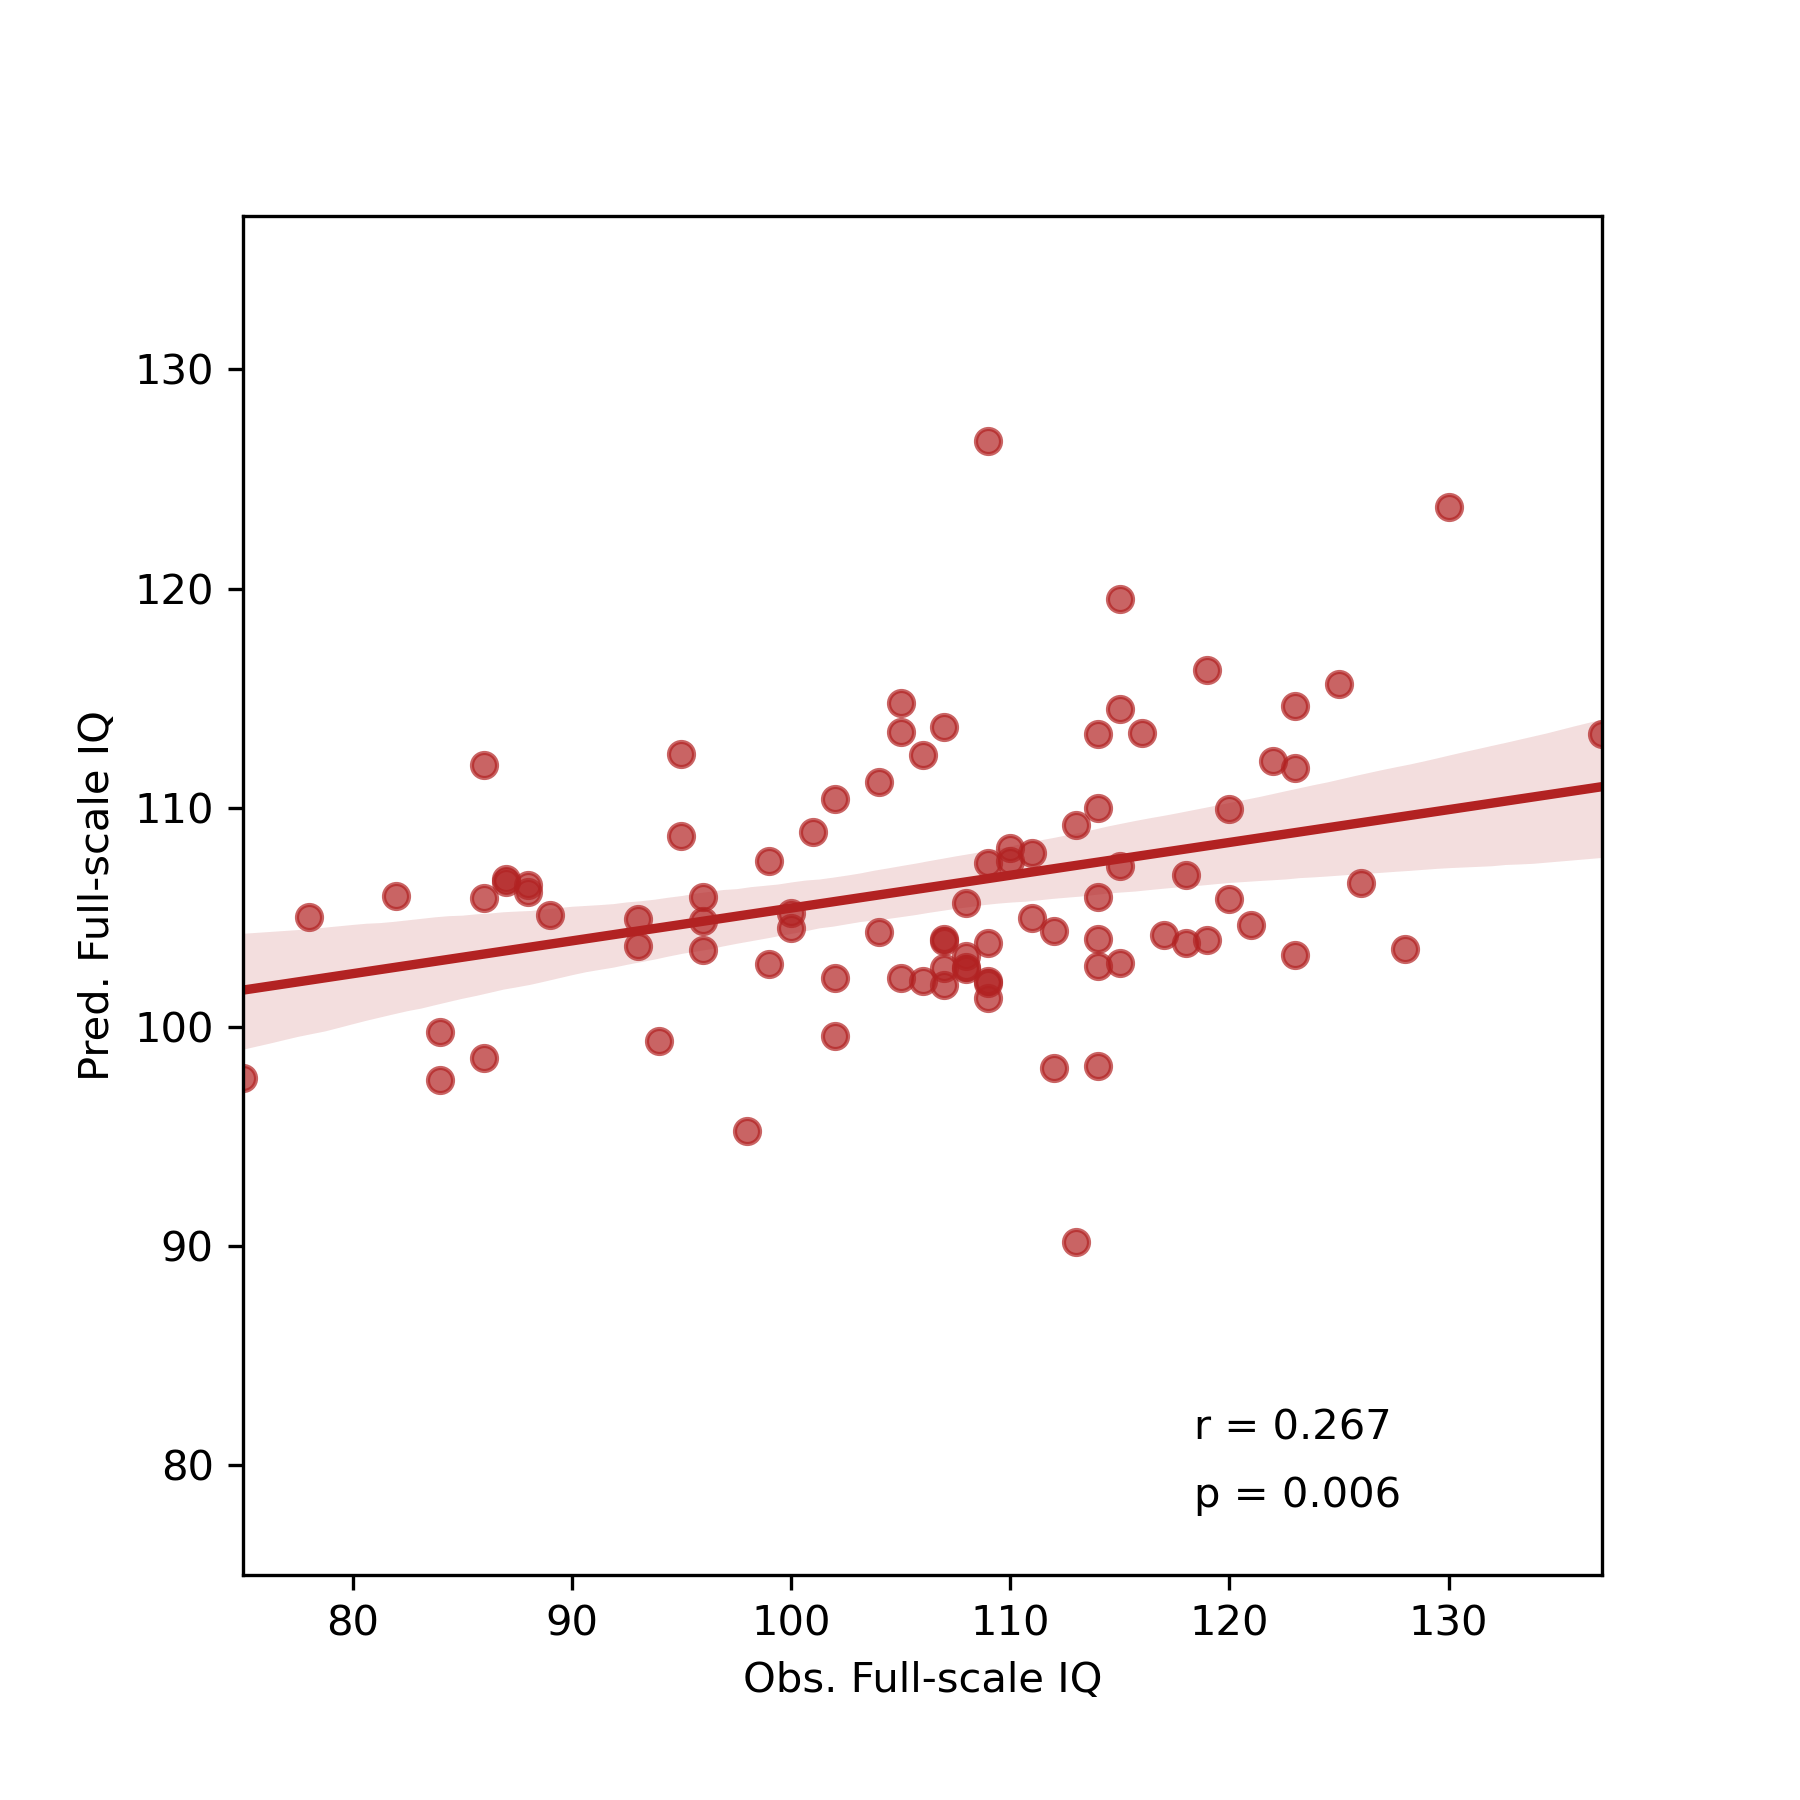 130
120
110
100
90
80
Pred. Full-scale IQ
r = 0.267
p = 0.006
80 90 100 110 120 130
Obs. Full-scale IQ